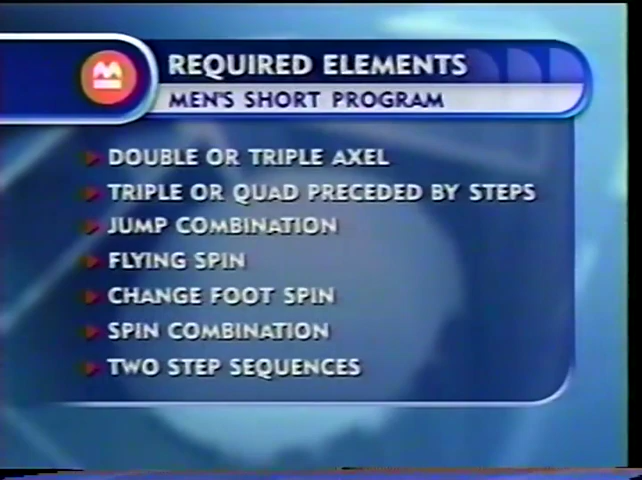 REQUIRED ELEMENTS
MEN'S SHORT PROGRAM
DOUBLE OR TRIPLE AXEL
TRIPLE OR QUAD PRECEDED BY STEPS
JUMP COMBINATION
FLYING SPIN
CHANGE FOOT SPIN
SPIN COMBINATION
TWO STEP SEQUENCES